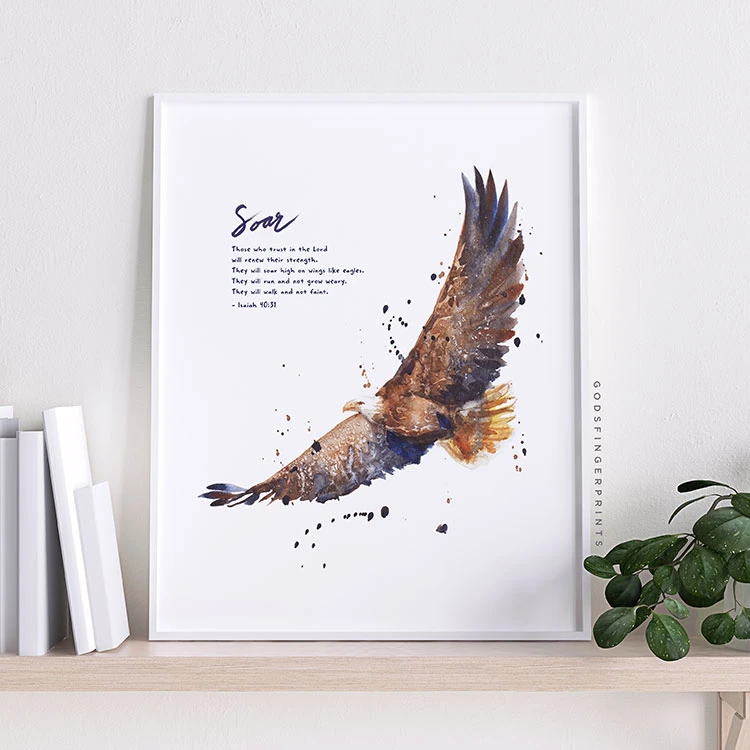 Soar
Those who trust in the Lord
will renew their strength.
They will soar high on wings like eagles.
They will run and not grow weary.
They will walk and not faint.
- Isaiah 40:31
GODSFINGERPRINTS